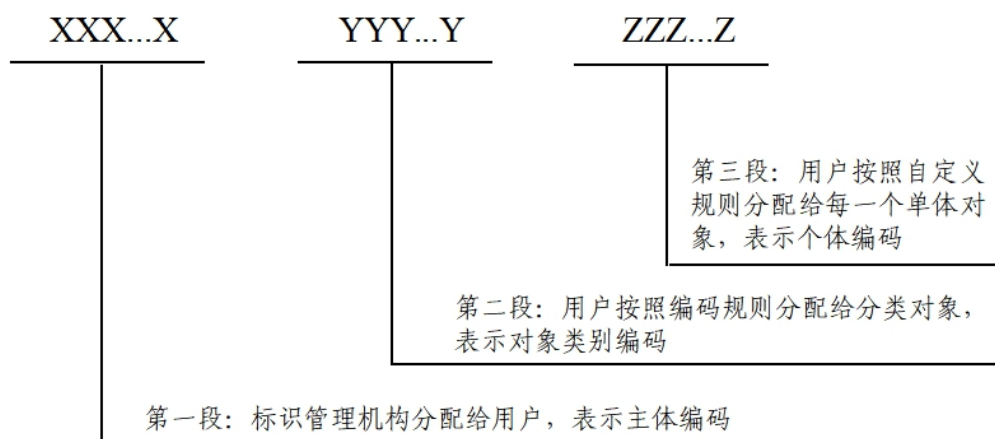 XXX...X YYY...Y ZZZ...Z
第三段：用户按照自定义
规则分配给每一个单体对
象，表示个体编码
第二段：用户按照编码规则分配给分类对象，
表示对象类别编码
第一段：标识管理机构分配给用户，表示主体编码